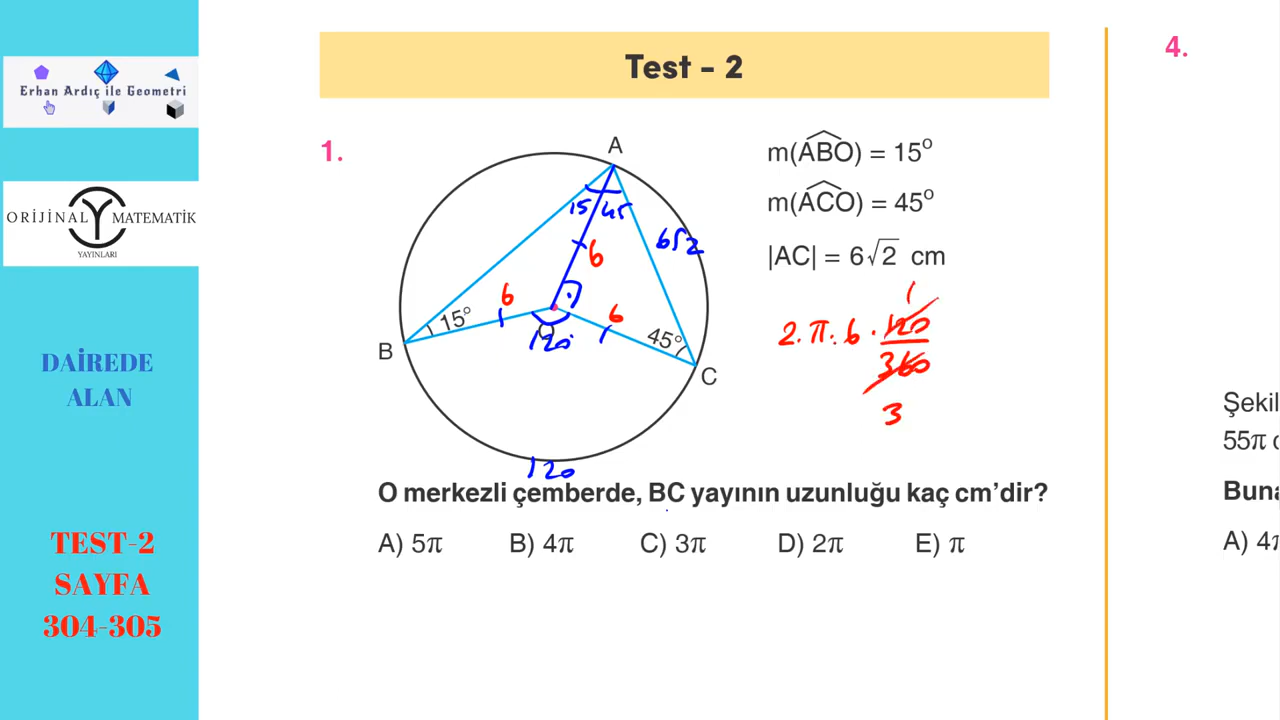 Erhan Ardıç ile Geometri
ORİJİNAL MATEMATİK
YAYINLARI
DAİREDE
ALAN
TEST-2
SAYFA
304-305
Test - 2
1.
A
15 45
6√2
6
6
6
15°
45°
O
120°
B
C
120
m(ABO) = 15°
m(ACO) = 45°
|AC| = 6√2 cm
1
2.π.6.120
360
3
O merkezli çemberde, BC yayının uzunluğu kaç cm'dir?
A) 5π B) 4π C) 3π D) 2π E) π
4.
Şekil
55π
Buna
A) 4π